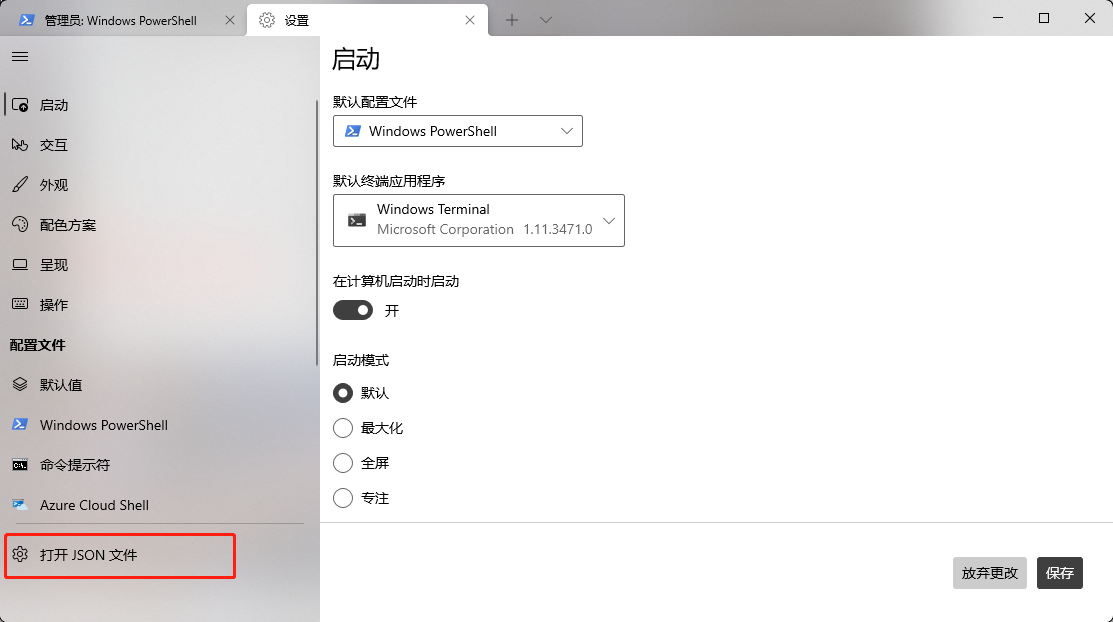 管理员: Windows PowerShell
设置
启动
交互
外观
配色方案
呈现
操作
配置文件
默认值
Windows PowerShell
命令提示符
Azure Cloud Shell
打开 JSON 文件
启动
默认配置文件
Windows PowerShell
默认终端应用程序
Windows Terminal
Microsoft Corporation 1.11.3471.0
在计算机启动时启动
开
启动模式
默认
最大化
全屏
专注
放弃更改
保存